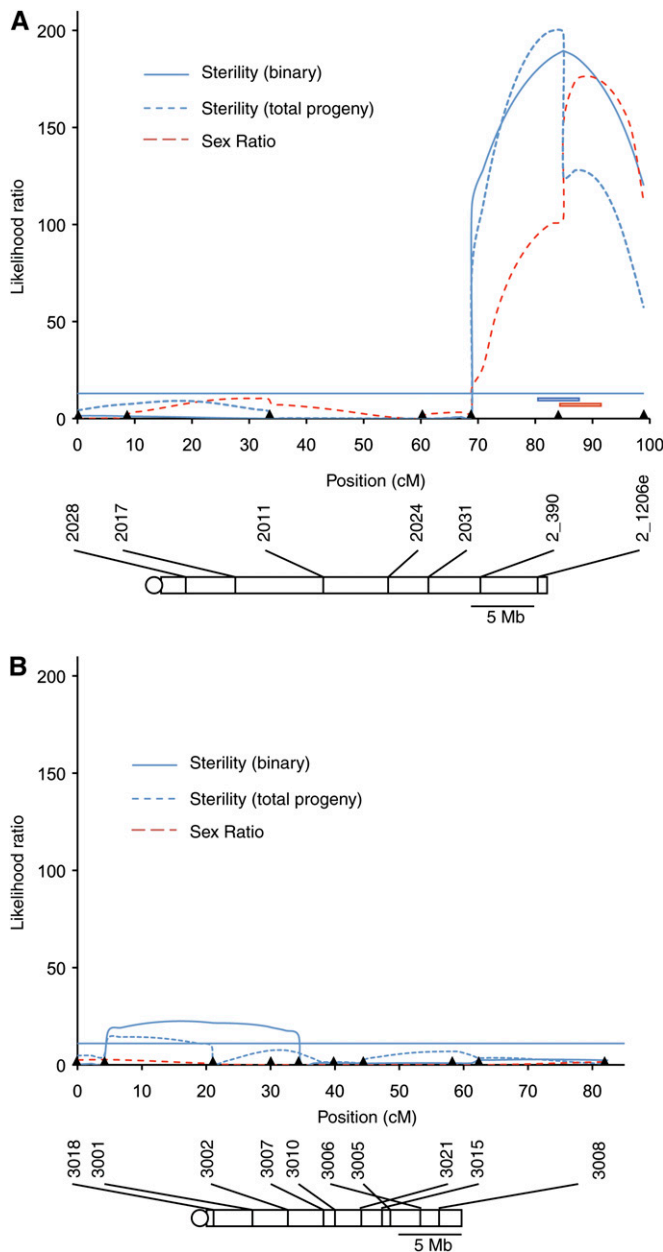 A
200
150
100
50
0
Likelihood ratio
Sterility (binary)
Sterility (total progeny)
Sex Ratio
0 10 20 30 40 50 60 70 80 90 100
Position (cM)
2028 2017 2011 2024 2031 2_390 2_1206e
5 Mb
B
200
150
100
50
0
Likelihood ratio
Sterility (binary)
Sterility (total progeny)
Sex Ratio
0 10 20 30 40 50 60 70 80
Position (cM)
3018 3001 3002 3007 3010 3006 3005 3021 3015 3008
5 Mb